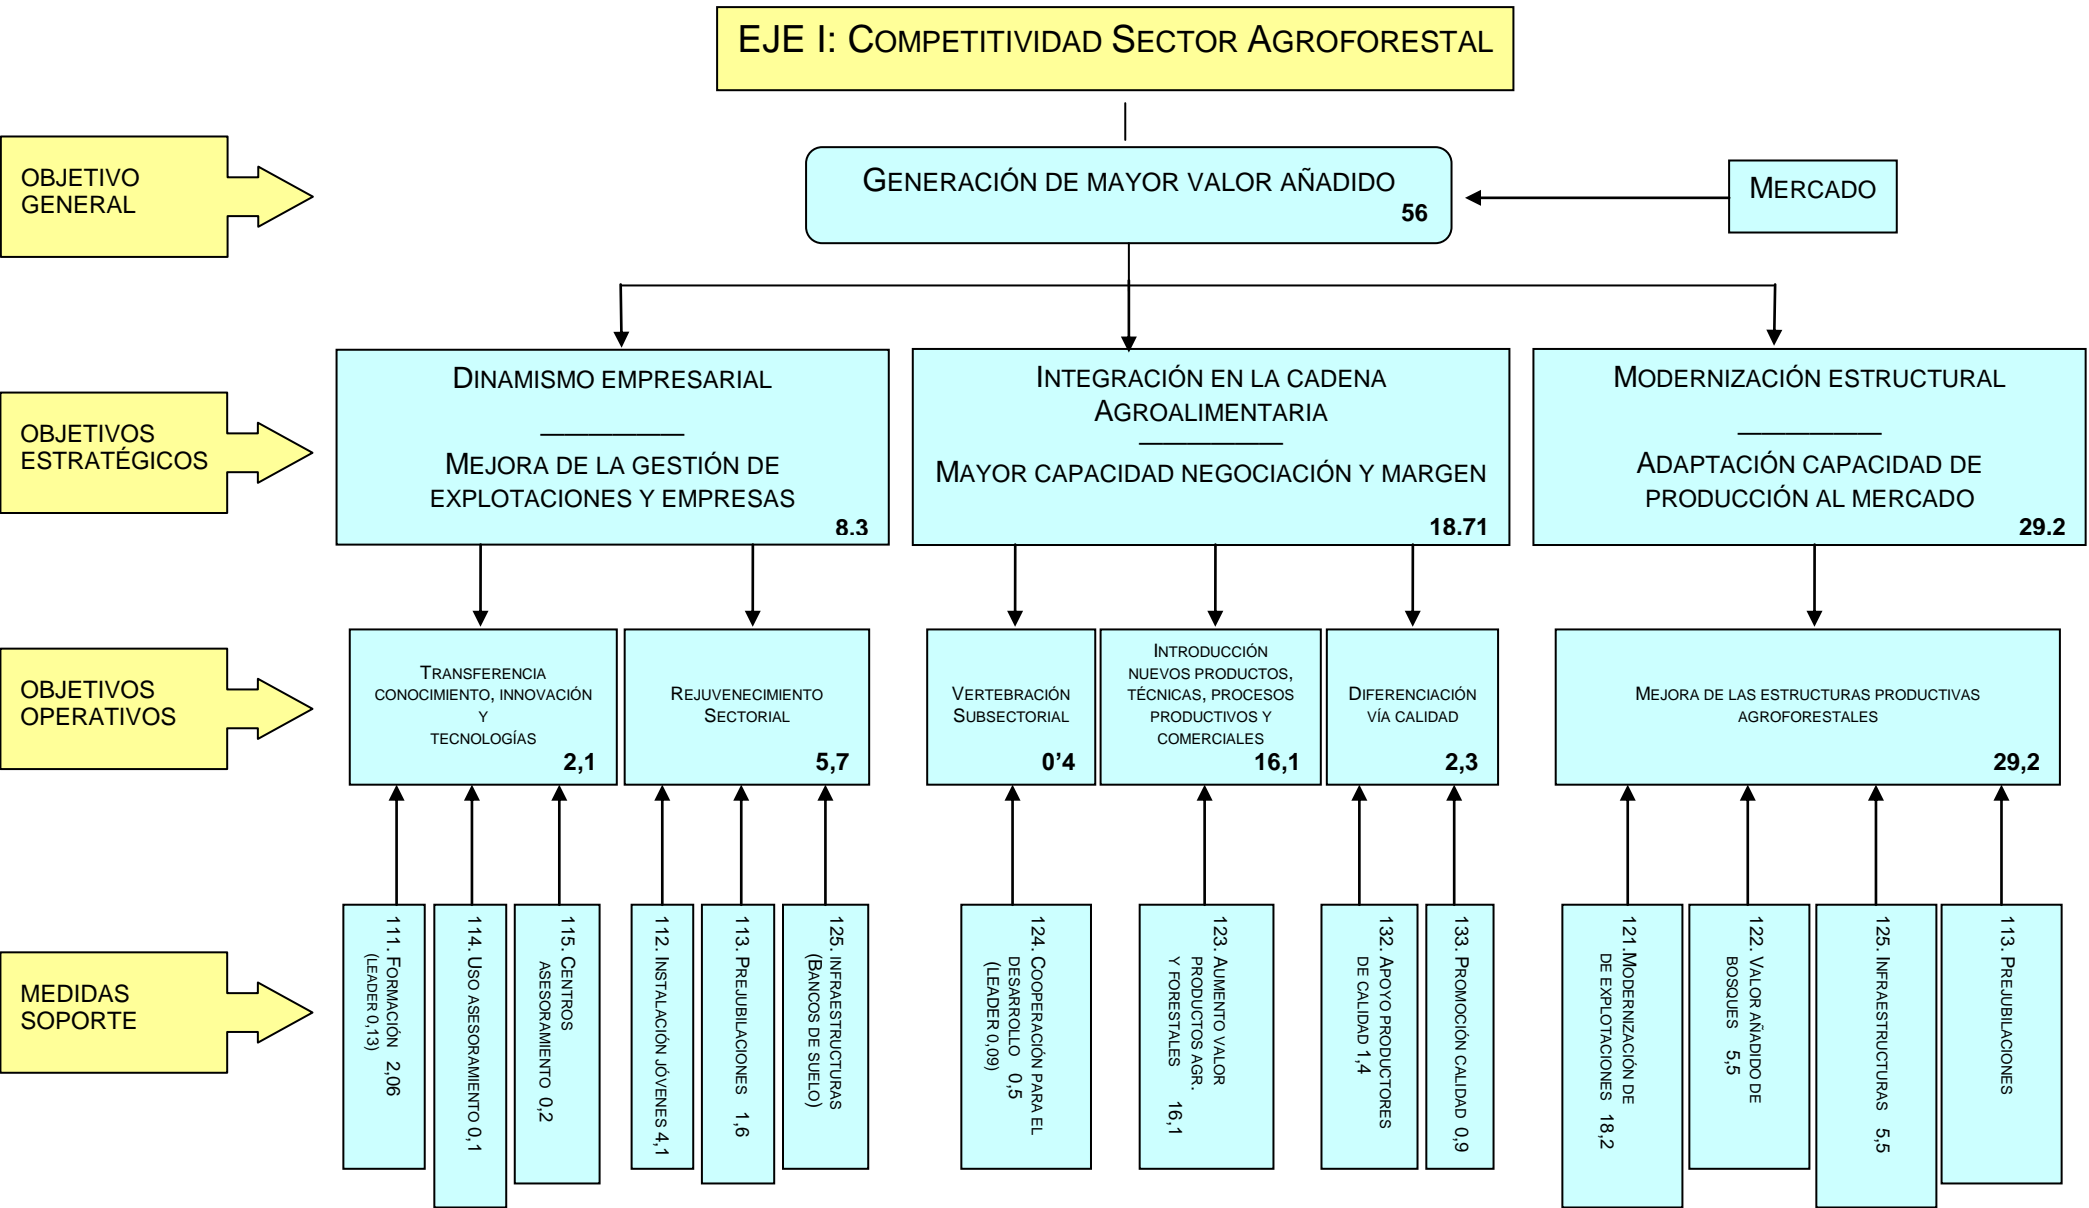 EJE I: COMPETITIVIDAD SECTOR AGROFORESTAL
OBJETIVO
GENERAL
GENERACIÓN DE MAYOR VALOR AÑADIDO
56
MERCADO
OBJETIVOS
ESTRATÉGICOS
DINAMISMO EMPRESARIAL
MEJORA DE LA GESTIÓN DE
EXPLOTACIONES Y EMPRESAS
8.3
INTEGRACIÓN EN LA CADENA
AGROALIMENTARIA
MAYOR CAPACIDAD NEGOCIACIÓN Y MARGEN
18.71
MODERNIZACIÓN ESTRUCTURAL
ADAPTACIÓN CAPACIDAD DE
PRODUCCIÓN AL MERCADO
29.2
OBJETIVOS
OPERATIVOS
TRANSFERENCIA
CONOCIMIENTO, INNOVACIÓN
Y
TECNOLOGÍAS
2,1
REJUVENECIMIENTO
SECTORIAL
5,7
VERTEBRACIÓN
SUBSECTORIAL
0'4
INTRODUCCIÓN
NUEVOS PRODUCTOS,
TÉCNICAS, PROCESOS
PRODUCTIVOS Y
COMERCIALES
16,1
DIFERENCIACIÓN
VÍA CALIDAD
2,3
MEJORA DE LAS ESTRUCTURAS PRODUCTIVAS
AGROFORESTALES
29,2
MEDIDAS
SOPORTE
111. FORMACIÓN 2,06
(LEADER 0,13)
114. USO ASESORAMIENTO 0,1
115. CENTROS
ASESORAMIENTO 0,2
112. INSTALACIÓN JÓVENES 4,1
113. PREJUBILACIONES 1,6
125. INFRAESTRUCTURAS
(BANCOS DE SUELO)
124. COOPERACIÓN PARA EL
DESARROLLO 0,5
(LEADER 0,09)
123. AUMENTO VALOR
PRODUCTOS AGR.
Y FORESTALES 16,1
132. APOYO PRODUCTORES
DE CALIDAD 1,4
133. PROMOCIÓN CALIDAD 0,9
121.MODERNIZACIÓN DE
DE EXPLOTACIONES 18,2
122. VALOR AÑADIDO DE
BOSQUES 5,5
125. INFRAESTRUCTURAS 5,5
113. PREJUBILACIONES